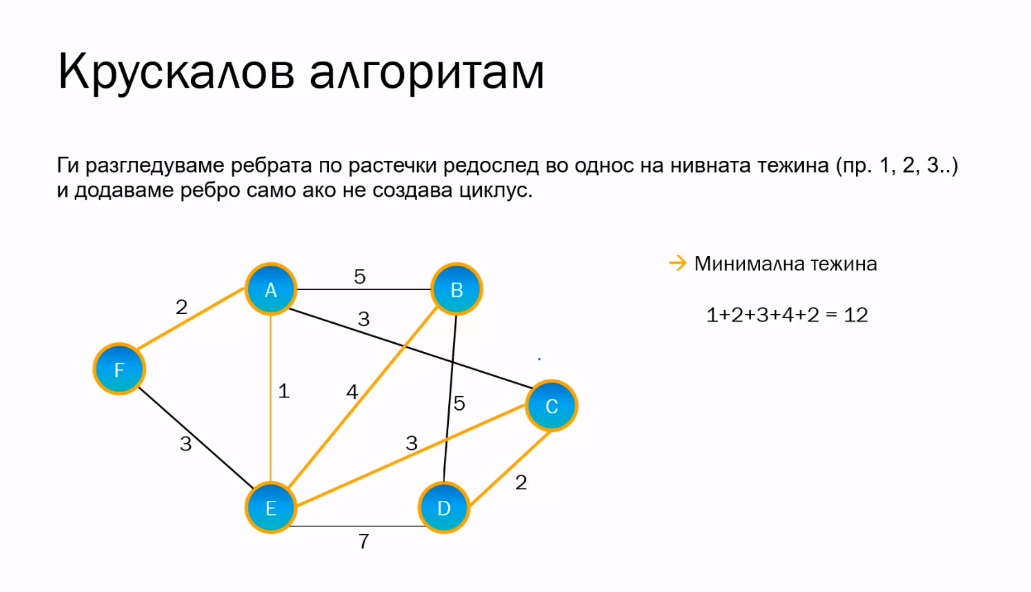 Крускалов алгоритам
Ги разгледуваме ребрата по растечки редослед во однос на нивната тежина (пр. 1, 2, 3..)
и додаваме ребро само ако не создава циклус.
→ Минимална тежина
1+2+3+4+2 = 12
A
5
B
2
3
F
1
4
5
C
3
3
2
E
D
7